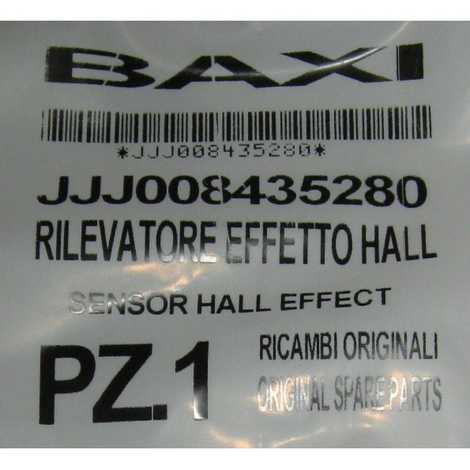 BAXI
*JJJ008435280*
JJJ008435280
RILEVATORE EFFETTO HALL
SENSOR HALL EFFECT
PZ.1
RICAMBI ORIGINALI
ORIGINAL SPARE PARTS